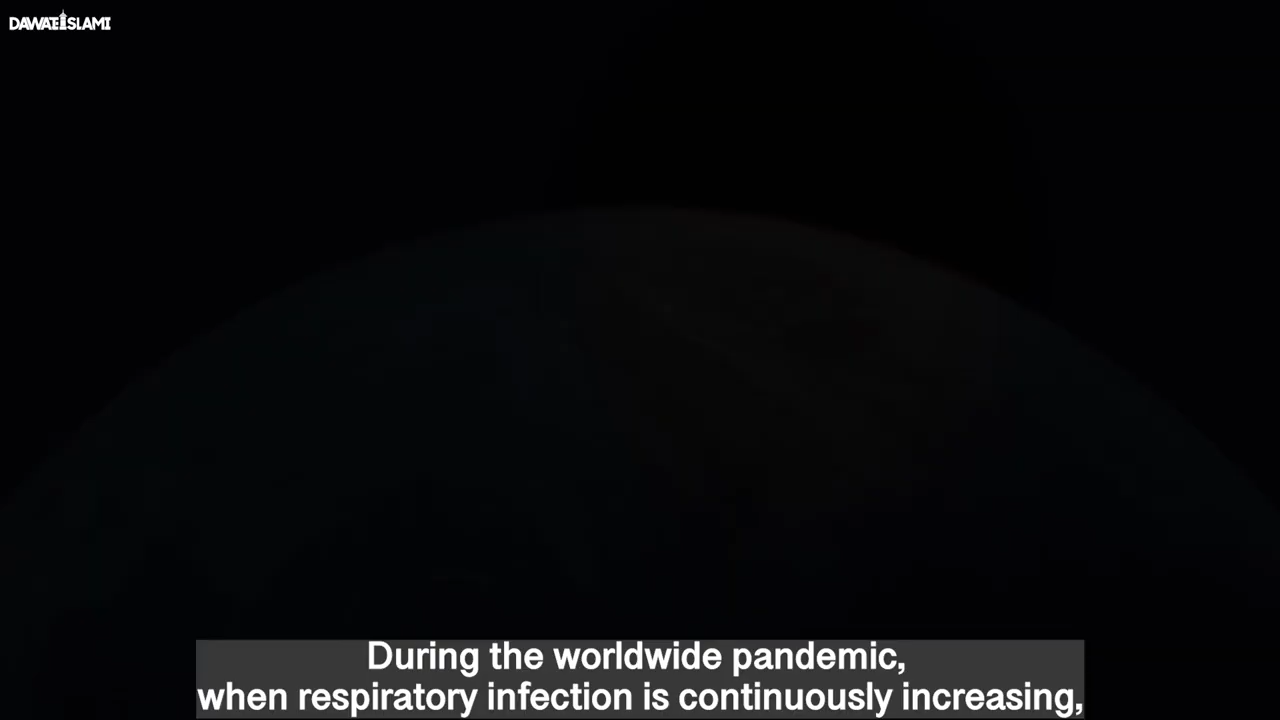 DAWATEISLAMI
During the worldwide pandemic,
when respiratory infection is continuously increasing,